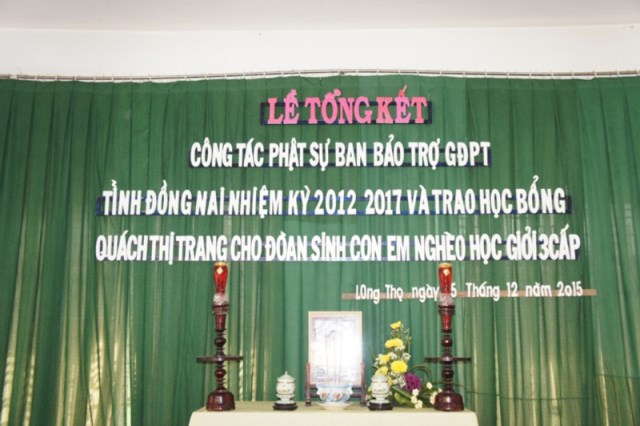 LỄ TỔNG KẾT
CÔNG TÁC PHẬT SỰ BAN BẢO TRỢ GĐPT
TỈNH ĐỒNG NAI NHIỆM KỲ 2012 2017 VÀ TRAO HỌC BỔNG
QUÁCH THỊ TRANG CHO ĐOÀN SINH CON EM NGHÈO HỌC GIỎI 3CẤP
Long Thọ ngày 5 Tháng 12 năm 2015